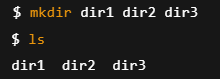 $ mkdir dir1 dir2 dir3
$ ls
dir1  dir2  dir3